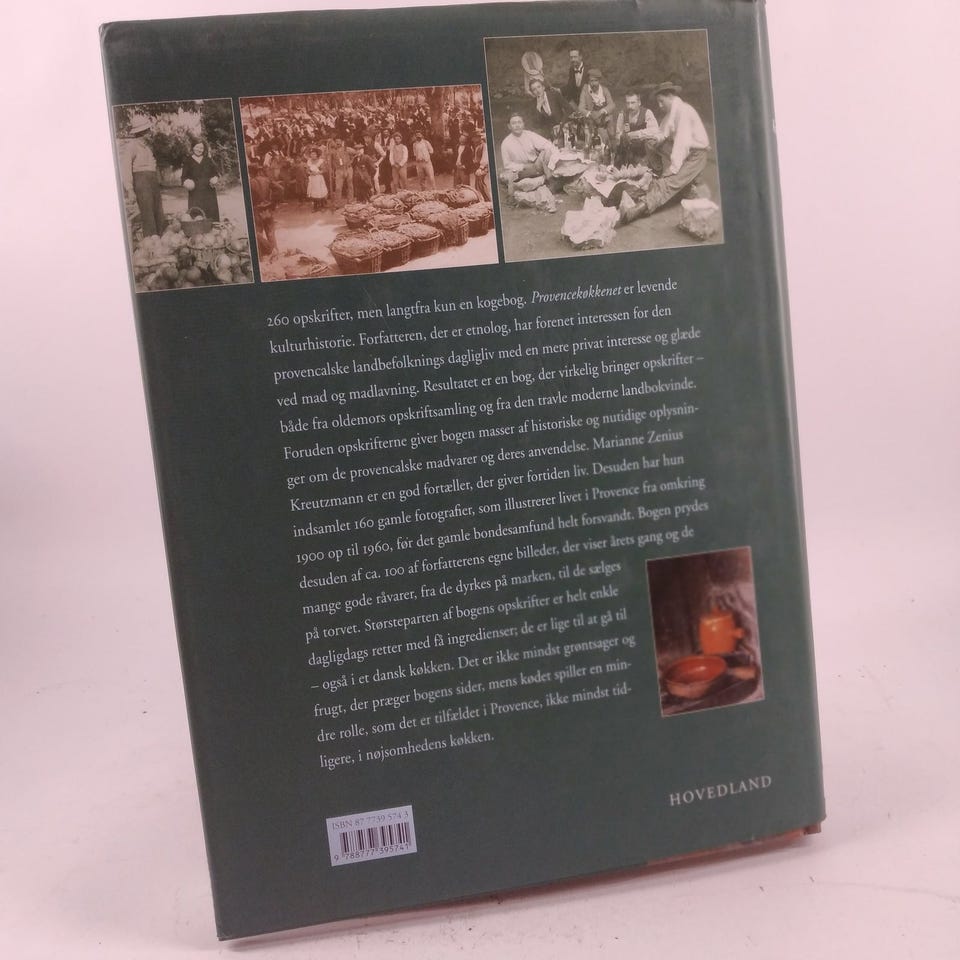 260 opskrifter, men langtfra kun en kogebog. Provencekøkkenet er levende
kulturhistorie. Forfatteren, der er etnolog, har forenet interessen for den
provencalske landbefolknings dagligliv med en mere privat interesse og glæde
ved mad og madlavning. Resultatet er en bog, der virkelig bringer opskrifter –
både fra oldemors opskriftsamling og fra den travle moderne landbokvinde.
Foruden opskrifterne giver bogen masser af historiske og nutidige oplysnin-
ger om de provencalske madvarer og deres anvendelse. Marianne Zenius
Kreutzmann er en god fortæller, der giver fortiden liv. Desuden har hun
indsamlet 160 gamle fotografier, som illustrerer livet i Provence fra omkring
1900 op til 1960, før det gamle bondesamfund helt forsvandt. Bogen prydes
desuden af ca. 100 af forfatterens egne billeder, der viser årets gang og de
mange gode råvarer, fra de dyrkes på marken, til de sælges
på torvet. Størsteparten af bogens opskrifter er helt enkle
dagligdags retter med få ingredienser; de er lige til at gå til
– også i et dansk køkken. Det er ikke mindst grøntsager og
frugt, der præger bogens sider, mens kødet spiller en min-
dre rolle, som det er tilfældet i Provence, ikke mindst tid-
ligere, i nøjsomhedens køkken.
HOVEDLAND
ISBN 87 7739 574 3
9 788777 395741